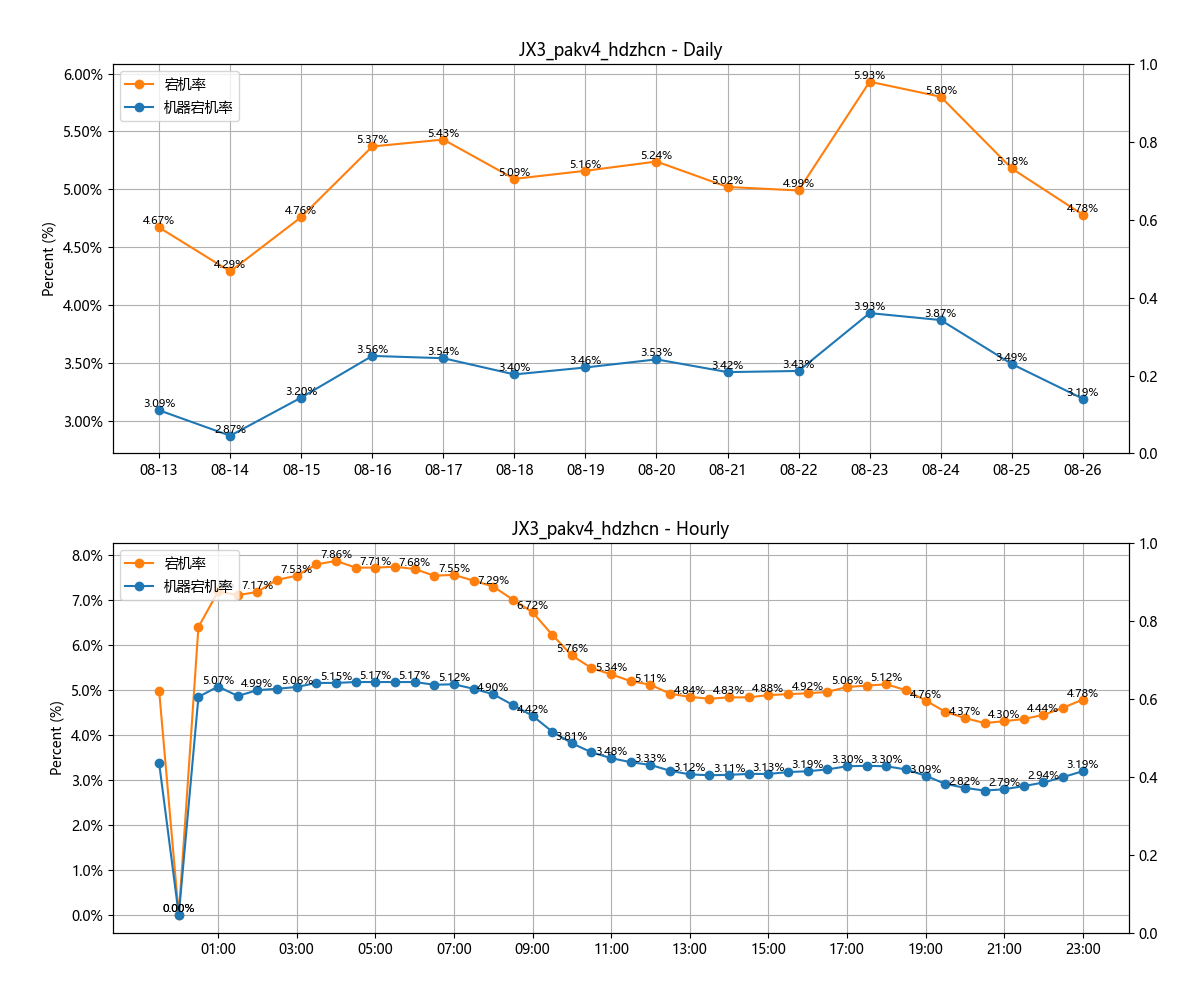 JX3_pakv4_hdzhcn - Daily
宕机率
机器宕机率
Percent (%)
6.00%
5.50%
5.00%
4.50%
4.00%
3.50%
3.00%
1.0
0.8
0.6
0.4
0.2
0.0
4.67% 4.29% 4.76% 5.37% 5.43% 5.09% 5.16% 5.24% 5.02% 4.99% 5.93% 5.80% 5.18% 4.78%
3.09% 2.87% 3.20% 3.56% 3.54% 3.40% 3.46% 3.53% 3.42% 3.43% 3.93% 3.87% 3.49% 3.19%
08-13 08-14 08-15 08-16 08-17 08-18 08-19 08-20 08-21 08-22 08-23 08-24 08-25 08-26
JX3_pakv4_hdzhcn - Hourly
宕机率
机器宕机率
Percent (%)
8.0%
7.0%
6.0%
5.0%
4.0%
3.0%
2.0%
1.0%
0.0%
1.0
0.8
0.6
0.4
0.2
0.0
0.00% 7.17% 7.53% 7.86% 7.71% 7.68% 7.55% 7.29% 6.72% 5.76% 5.34% 5.11% 4.84% 4.83% 4.88% 4.92% 5.06% 5.12% 4.76% 4.37% 4.30% 4.44% 4.78%
0.00% 5.07% 4.99% 5.06% 5.15% 5.17% 5.17% 5.12% 4.90% 4.42% 3.81% 3.48% 3.33% 3.12% 3.11% 3.13% 3.19% 3.30% 3.30% 3.09% 2.82% 2.79% 2.94% 3.19%
01:00 03:00 05:00 07:00 09:00 11:00 13:00 15:00 17:00 19:00 21:00 23:00